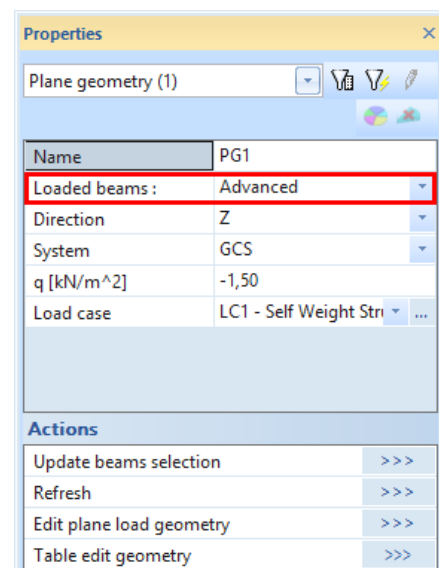 Properties
Plane geometry (1)
Name PG1
Loaded beams : Advanced
Direction Z
System GCS
q [kN/m^2] -1,50
Load case LC1 - Self Weight Stru ...
Actions
Update beams selection >>>
Refresh >>>
Edit plane load geometry >>>
Table edit geometry >>>